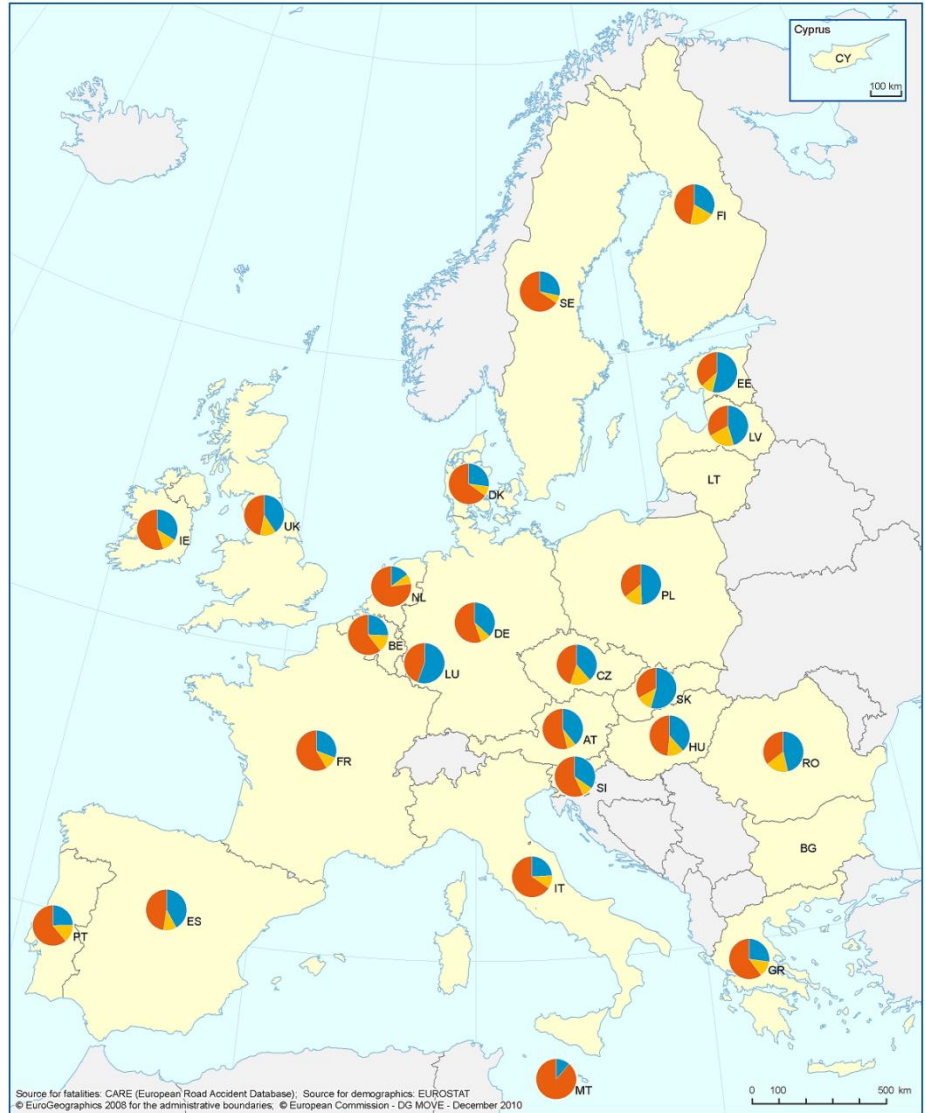 Cyprus
CY
100 km
FI
SE
EE
LV
LT
DK
IE
UK
NL
PL
DE
BE
LU
CZ
SK
AT
HU
FR
RO
SI
BG
IT
ES
PT
GR
MT
Source for fatalities: CARE (European Road Accident Database); Source for demographics: EUROSTAT
© EuroGeographics 2008 for the administrative boundaries; © European Commission - DG MOVE - December 2010
0 100 500 km